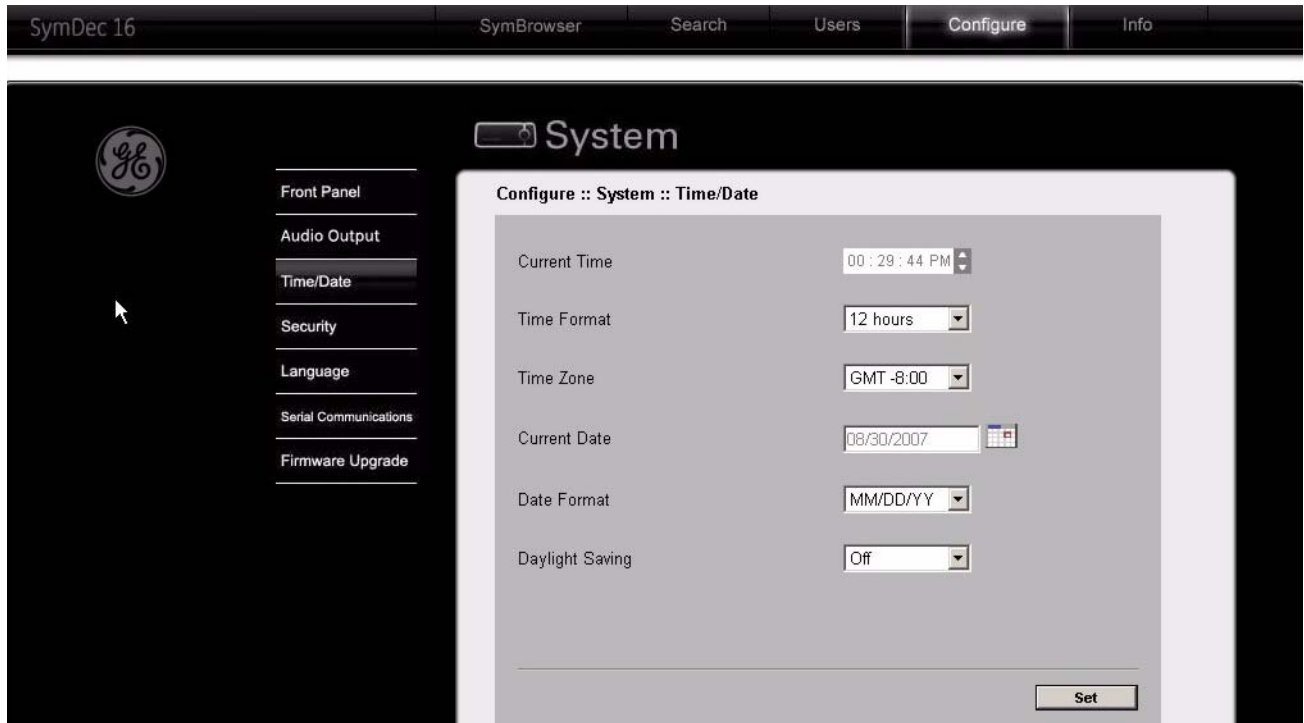 SymDec 16 SymBrowser Search Users Configure Info
GE
System
Front Panel
Audio Output
Time/Date
Security
Language
Serial Communications
Firmware Upgrade
Configure :: System :: Time/Date
Current Time 00 : 29 : 44 PM
Time Format 12 hours
Time Zone GMT -8:00
Current Date 08/30/2007
Date Format MM/DD/YY
Daylight Saving Off
Set